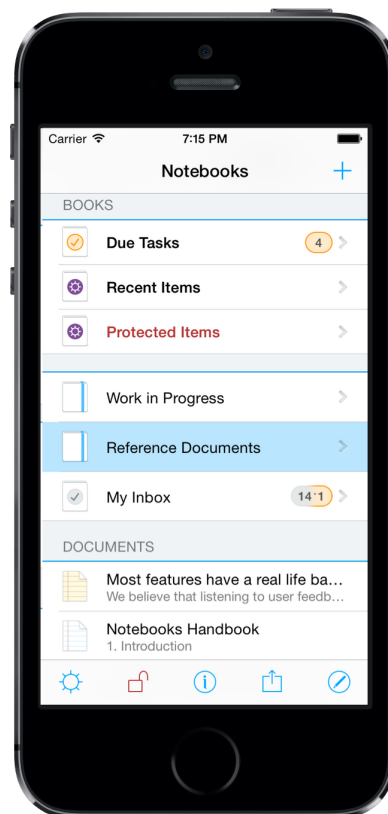 Carrier 7:15 PM
Notebooks
BOOKS
Due Tasks 4
Recent Items
Protected Items
Work in Progress
Reference Documents
My Inbox 14 1
DOCUMENTS
Most features have a real life ba…
We believe that listening to user feedb…
Notebooks Handbook
1. Introduction